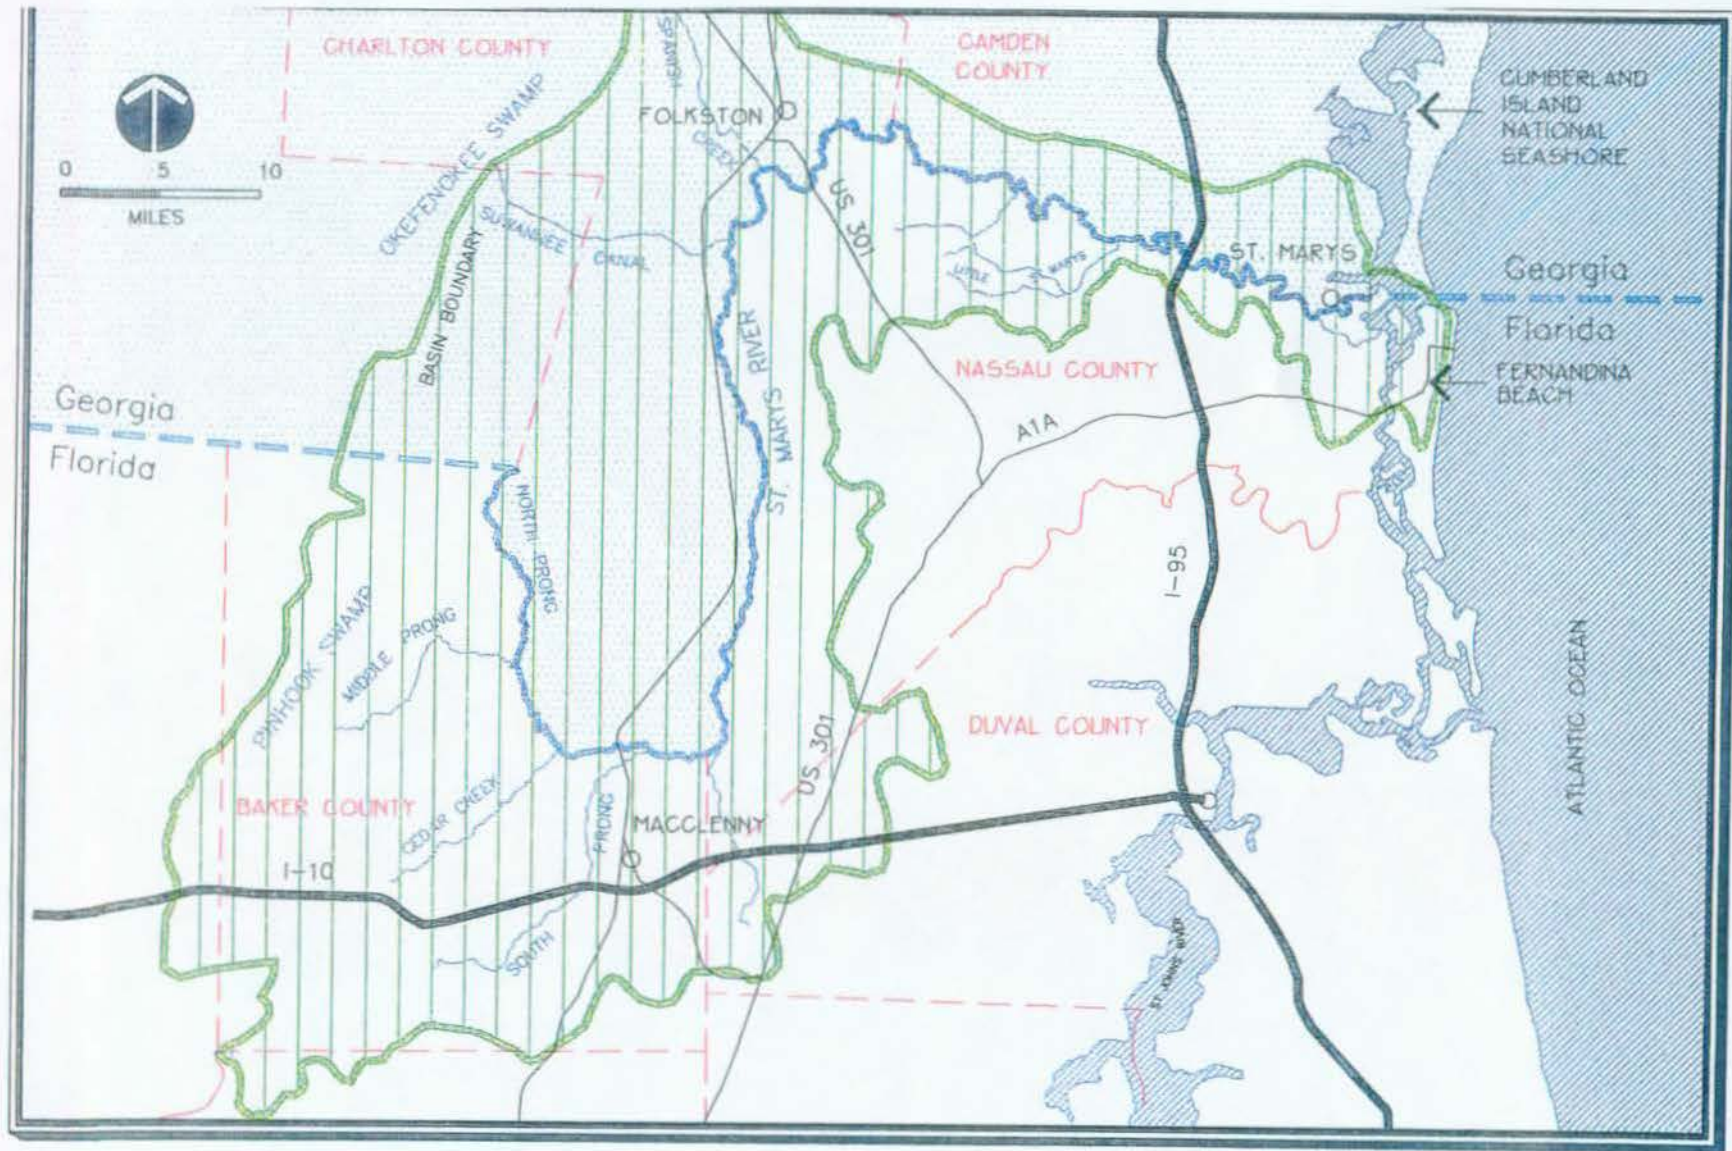 CHARLTON COUNTY
CAMDEN
COUNTY
CUMBERLAND
ISLAND
NATIONAL
SEASHORE
FOLKSTON
SPANISH
CREEK
OKEFENOKEE SWAMP
0 5 10
MILES
SUWANNEE CANAL
BASIN BOUNDARY
US 301
LITTLE ST. MARYS
ST. MARYS
Georgia
Florida
ST. MARYS RIVER
NASSAU COUNTY
FERNANDINA
BEACH
A1A
Georgia
Florida
NORTH PRONG
I-95
PINHOOK SWAMP
MIDDLE PRONG
ATLANTIC OCEAN
DUVAL COUNTY
US 301
BAKER COUNTY
CEDAR CREEK
SOUTH PRONG
MACCLENNY
I-10
ST. JOHNS RIVER